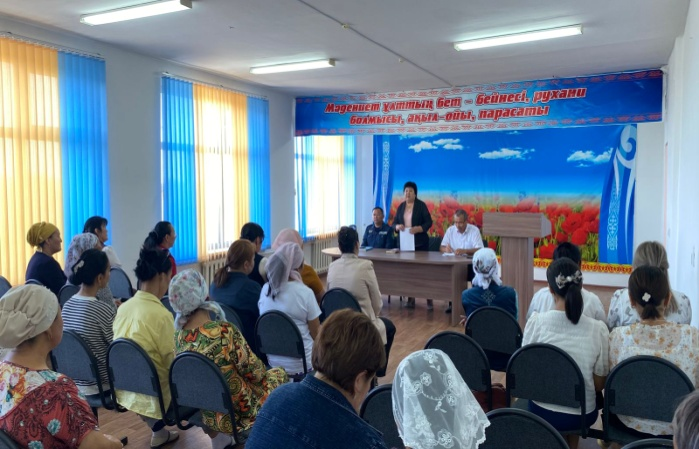 Мәдениет ұлттың бет - бейнесі, рухани
болмысы, ақыл-ойы, парасаты